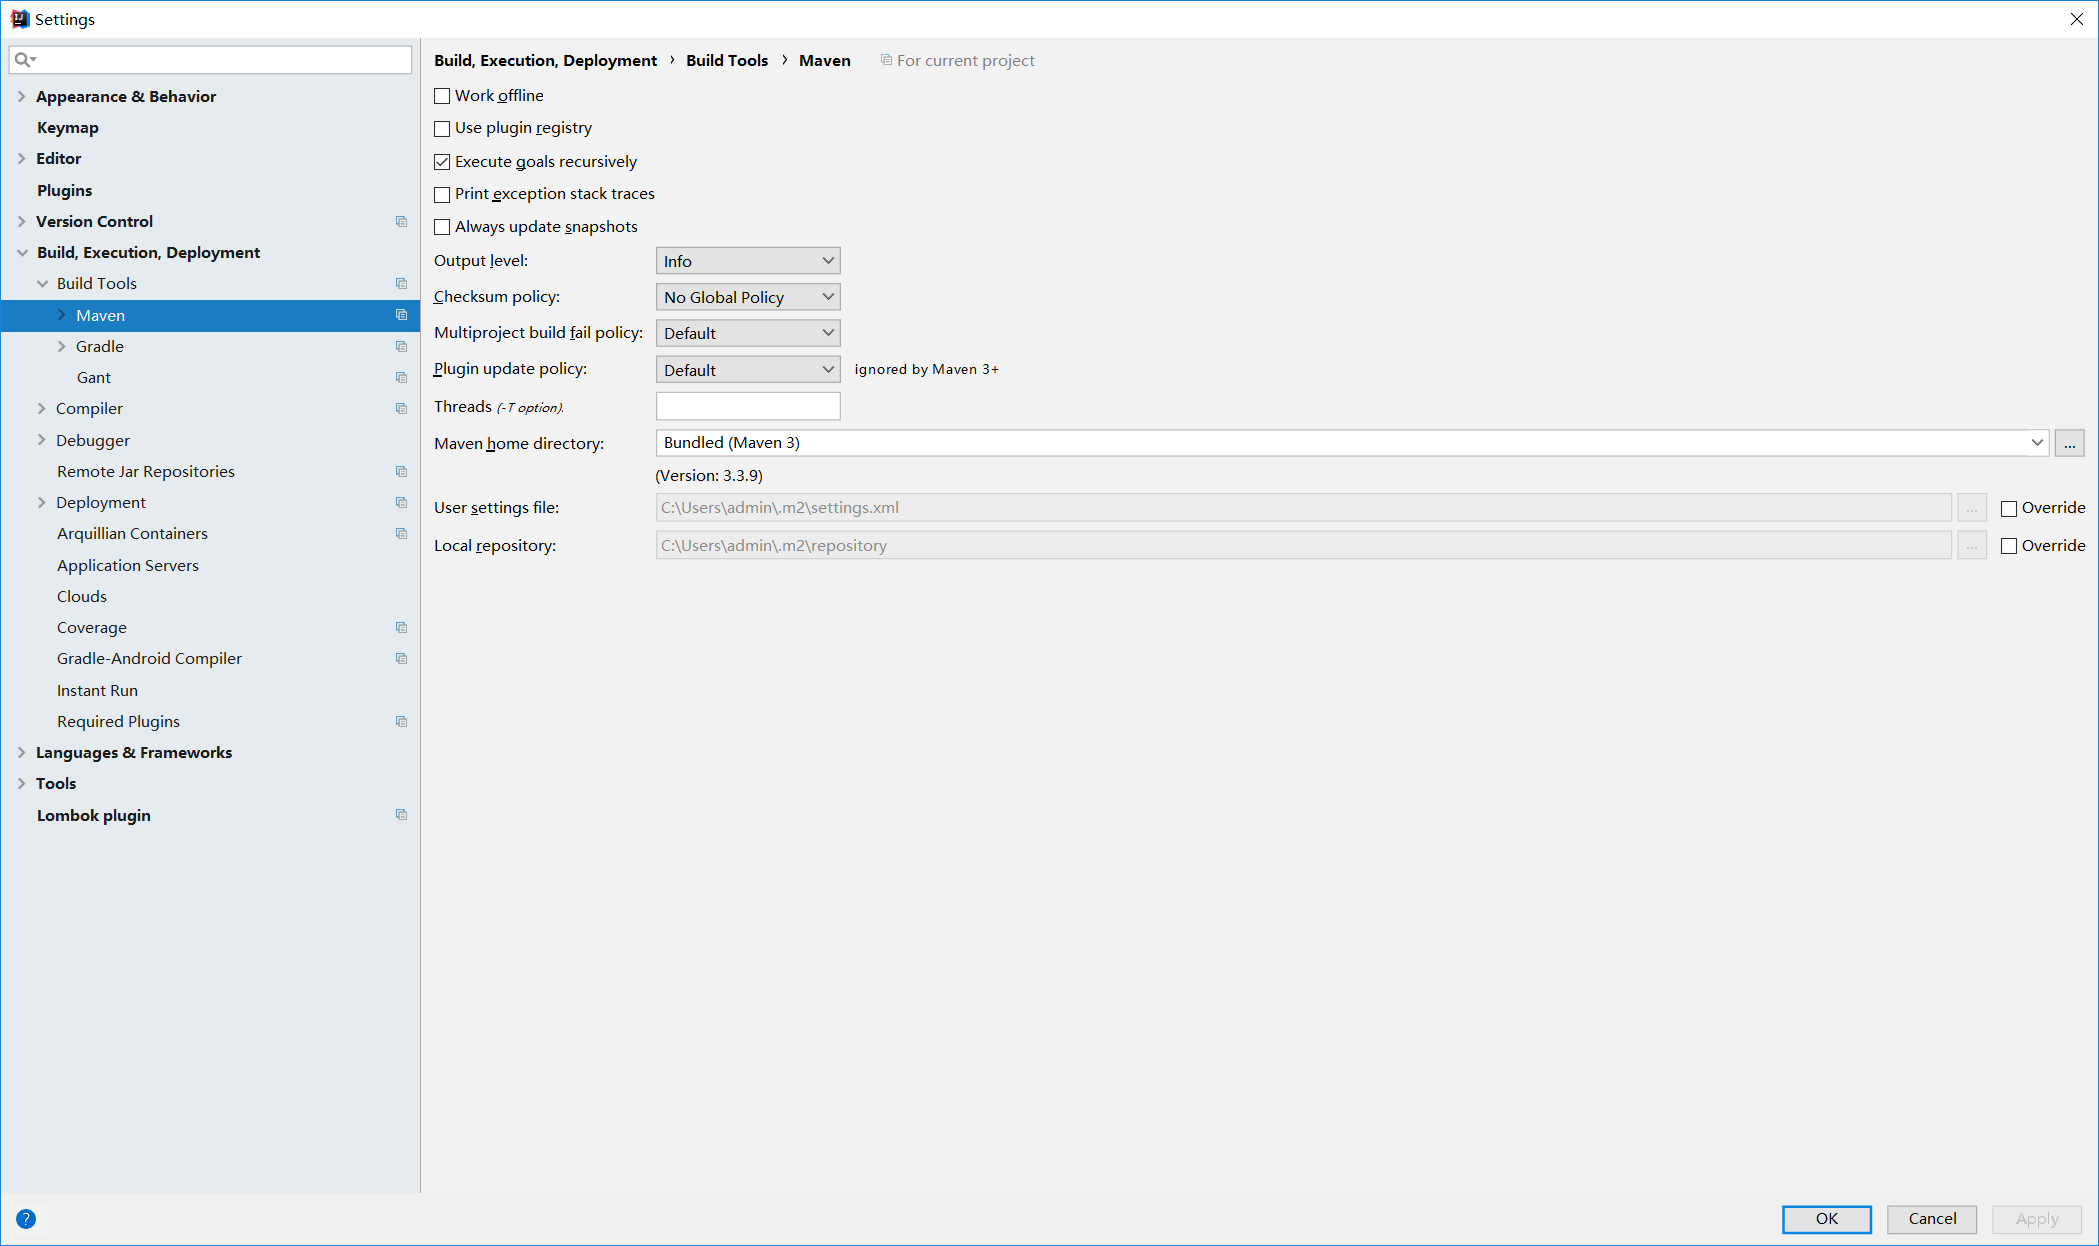 Settings
Appearance & Behavior
Keymap
Editor
Plugins
Version Control
Build, Execution, Deployment
Build Tools
Maven
Gradle
Gant
Compiler
Debugger
Remote Jar Repositories
Deployment
Arquillian Containers
Application Servers
Clouds
Coverage
Gradle-Android Compiler
Instant Run
Required Plugins
Languages & Frameworks
Tools
Lombok plugin
Build, Execution, Deployment › Build Tools › Maven For current project
Work offline
Use plugin registry
Execute goals recursively
Print exception stack traces
Always update snapshots
Output level: Info
Checksum policy: No Global Policy
Multiproject build fail policy: Default
Plugin update policy: Default ignored by Maven 3+
Threads (-T option).
Maven home directory: Bundled (Maven 3) ...
(Version: 3.3.9)
User settings file: C:\Users\admin\.m2\settings.xml ... Override
Local repository: C:\Users\admin\.m2\repository ... Override
? OK Cancel Apply